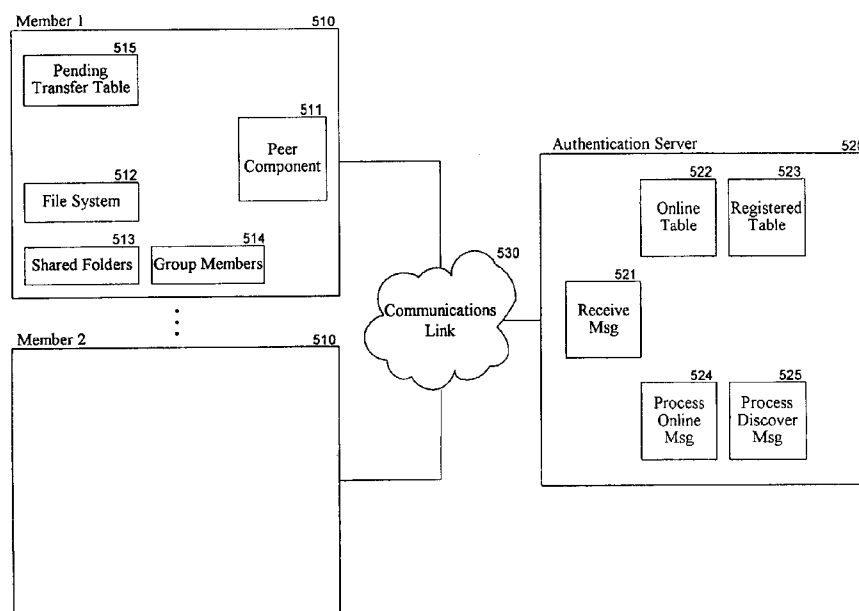 Member 1 510
515
Pending
Transfer Table
511
Peer
Component
512
File System
513
Shared Folders
514
Group Members
Member 2 510
530
Communications
Link
Authentication Server
522
Online
Table
523
Registered
Table
521
Receive
Msg
524
Process
Online
Msg
525
Process
Discover
Msg